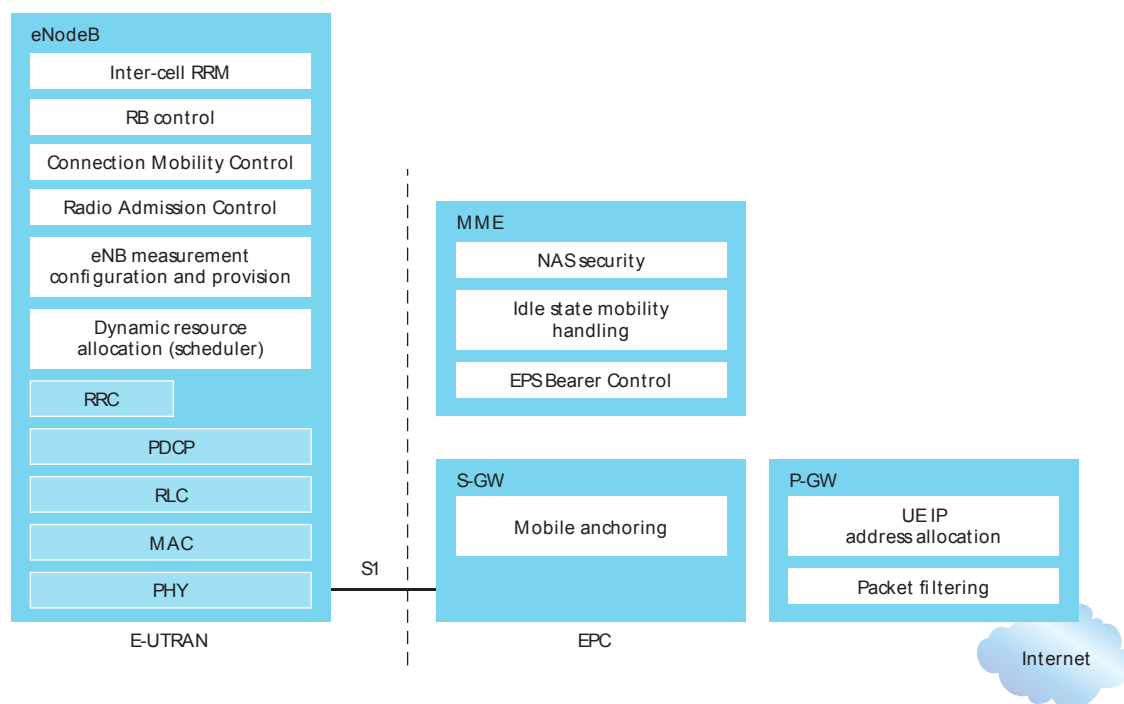 eNodeB
Inter-cell RRM
RB control
Connection Mobility Control
Radio Admission Control
eNB measurement
configuration and provision
Dynamic resource
allocation (scheduler)
RRC
PDCP
RLC
MAC
PHY
E-UTRAN
S1
MME
NAS security
Idle state mobility
handling
EPS Bearer Control
S-GW
Mobile anchoring
EPC
P-GW
UE IP
address allocation
Packet filtering
Internet